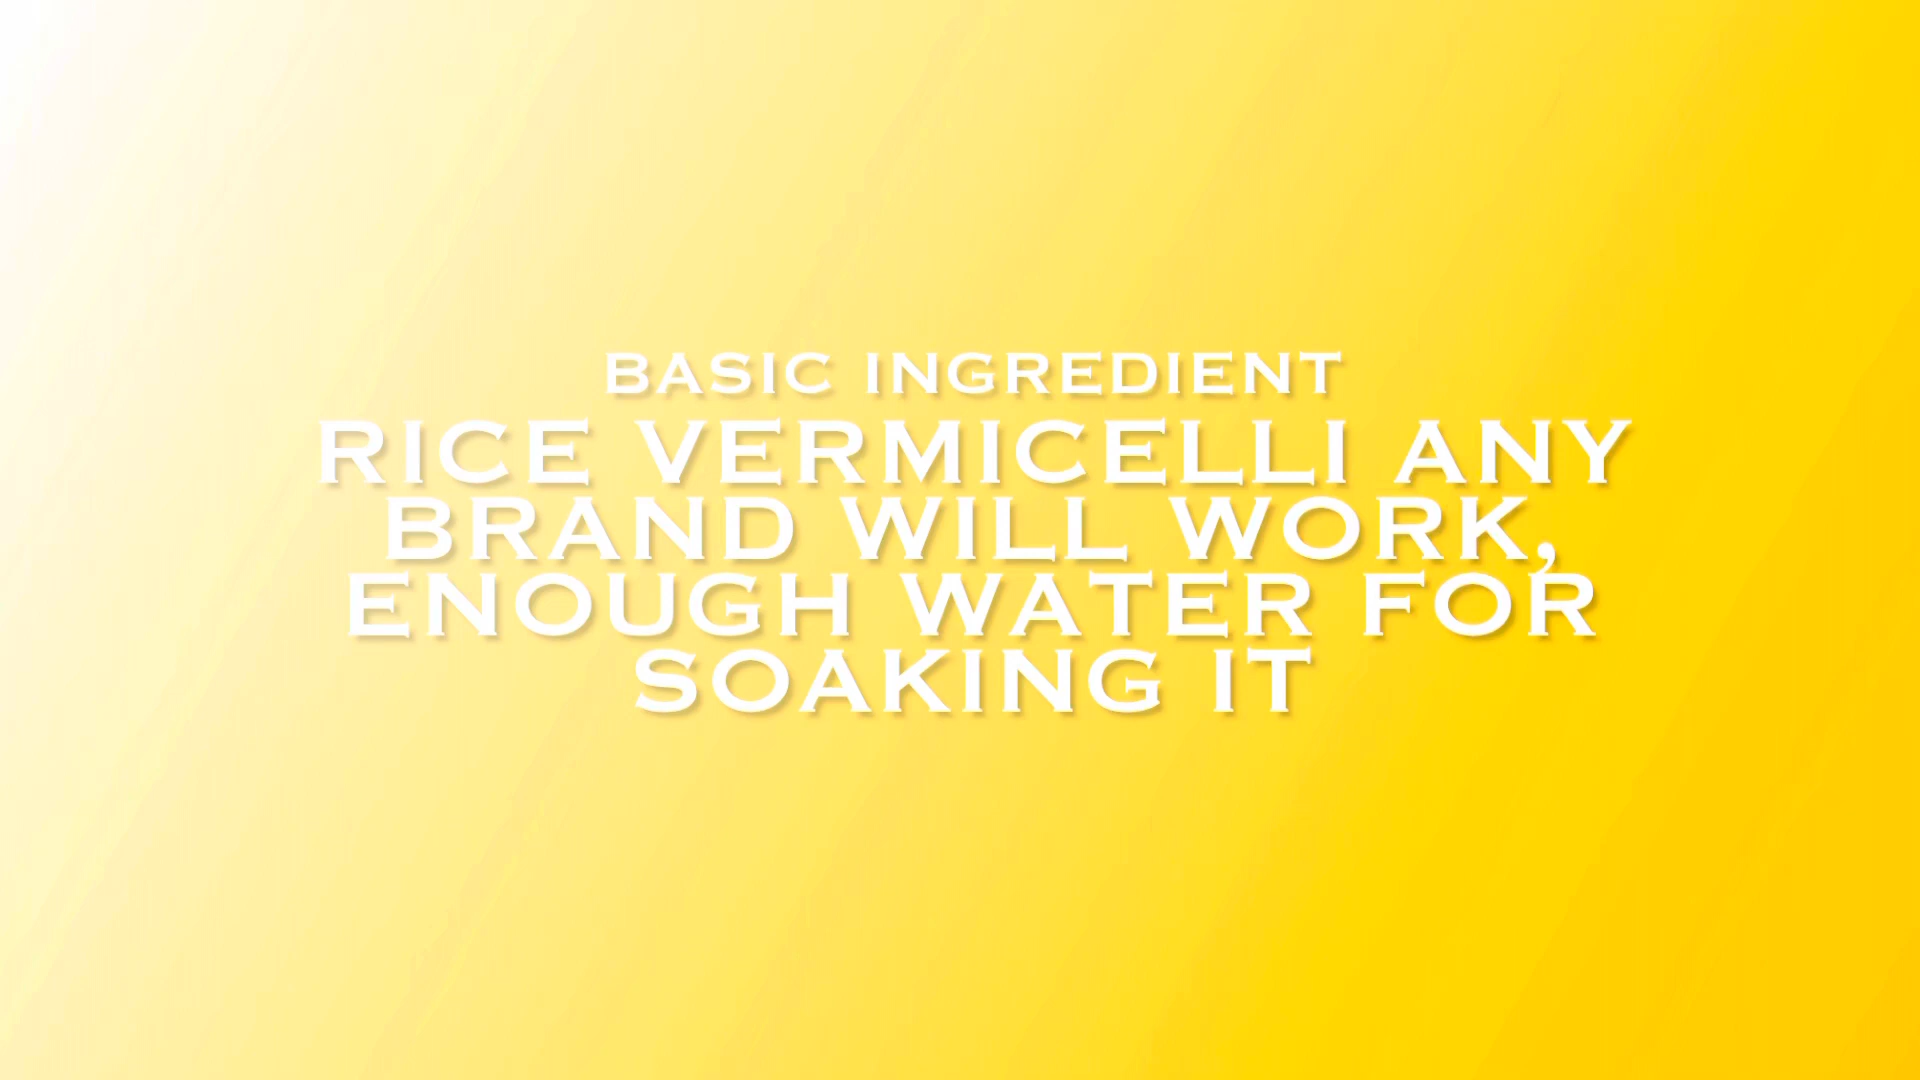 BASIC INGREDIENT
RICE VERMICELLI ANY
BRAND WILL WORK,
ENOUGH WATER FOR
SOAKING IT